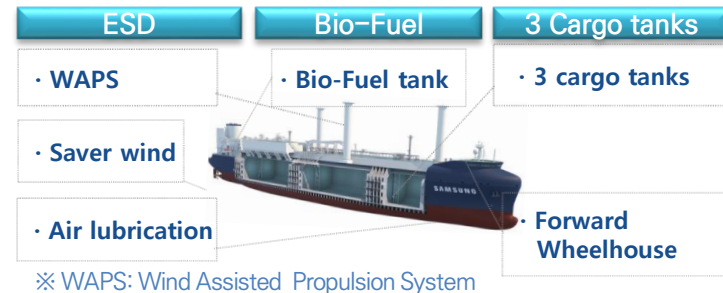 ESD
Bio-Fuel
3 Cargo tanks
· WAPS
· Bio-Fuel tank
· 3 cargo tanks
· Saver wind
SAMSUNG
· Air lubrication
· Forward
Wheelhouse
※ WAPS: Wind Assisted Propulsion System